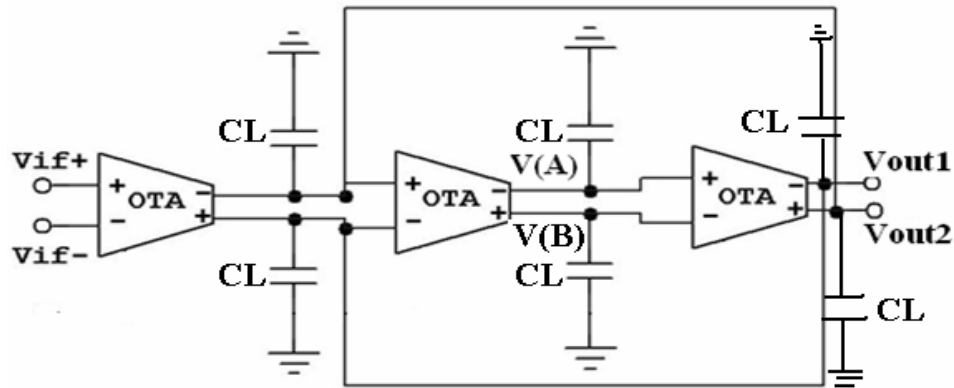 CL
CL
CL
Vif+
+
OTA
−
+
OTA
−
V(A)
+
OTA
−
Vout1
Vif-
−
+
−
+
V(B)
−
+
Vout2
CL
CL
CL